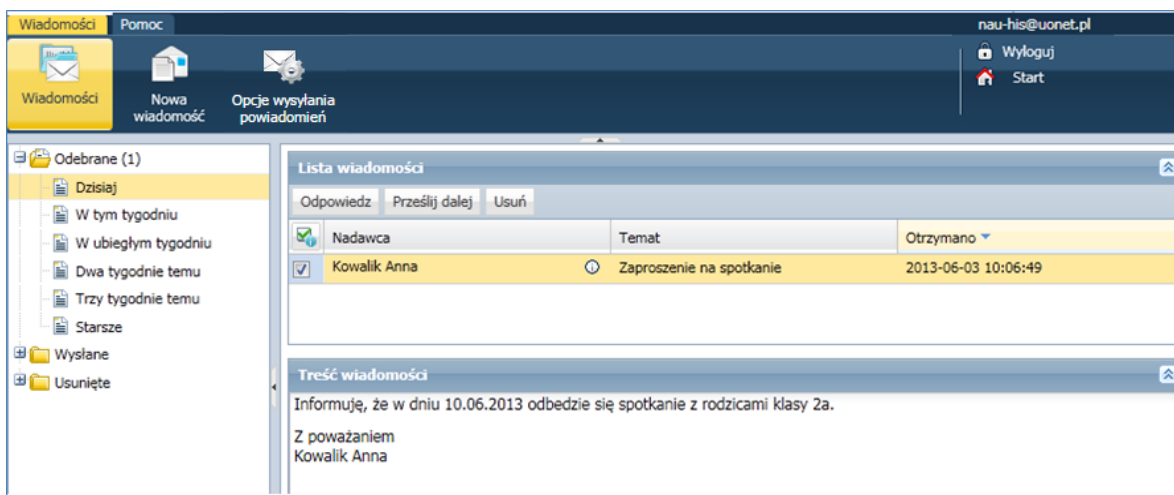 Wiadomości Pomoc nau-his@uonet.pl
Wyloguj
Start
Wiadomości Nowa wiadomość Opcje wysyłania powiadomień
Odebrane (1)
Dzisiaj
W tym tygodniu
W ubiegłym tygodniu
Dwa tygodnie temu
Trzy tygodnie temu
Starsze
Wysłane
Usunięte
Lista wiadomości
Odpowiedz Prześlij dalej Usuń
Nadawca Temat Otrzymano
Kowalik Anna Zaproszenie na spotkanie 2013-06-03 10:06:49
Treść wiadomości
Informuję, że w dniu 10.06.2013 odbedzie się spotkanie z rodzicami klasy 2a.
Z poważaniem
Kowalik Anna